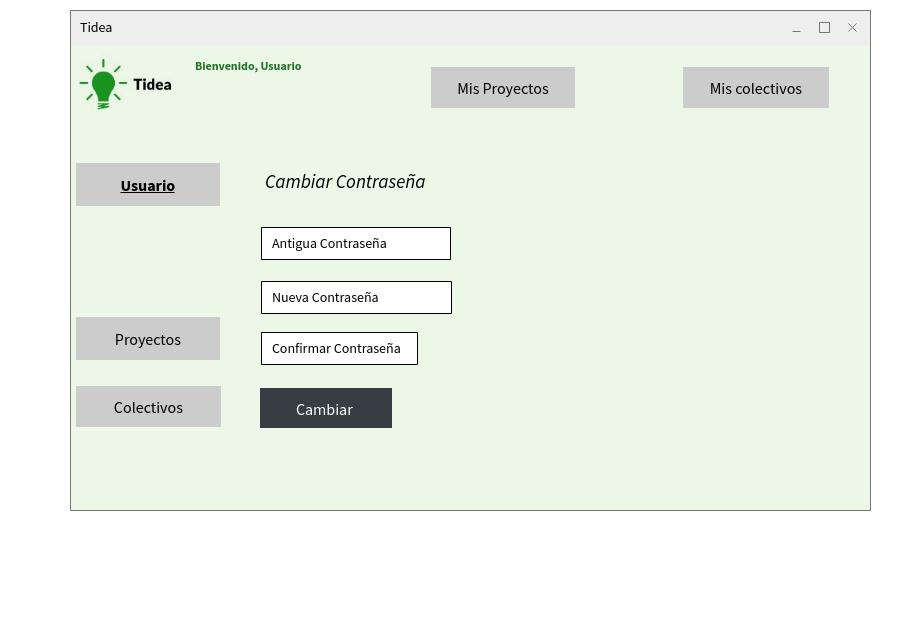 Tidea
Bienvenido, Usuario
Tidea
Mis Proyectos
Mis colectivos
Usuario
Cambiar Contraseña
Antigua Contraseña
Nueva Contraseña
Proyectos
Confirmar Contraseña
Colectivos
Cambiar